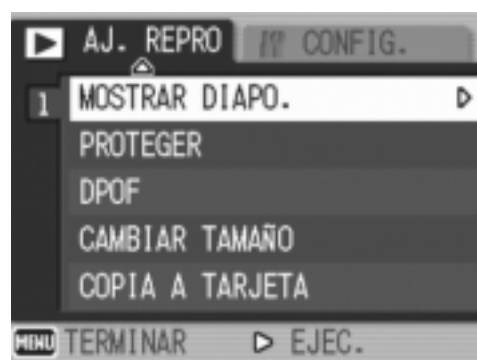 AJ. REPRO CONFIG.
1 MOSTRAR DIAPO.
PROTEGER
DPOF
CAMBIAR TAMAÑO
COPIA A TARJETA
MENU TERMINAR EJEC.